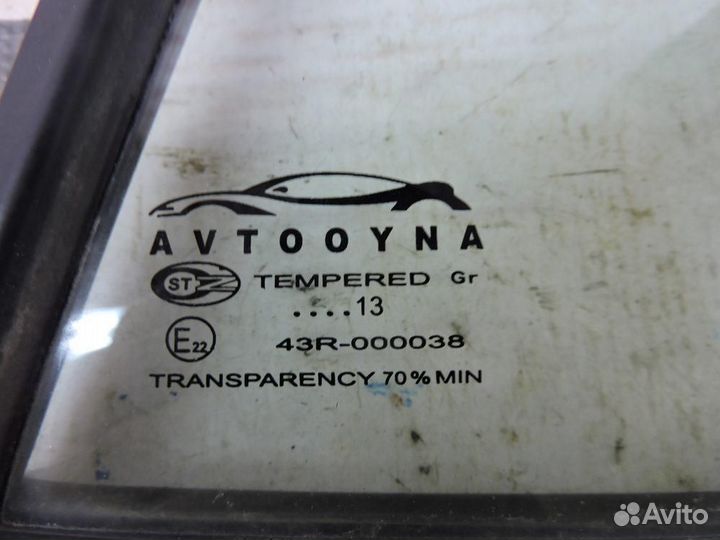 AVTOOYNA
ST TEMPERED Gr
....13
E22 43R-000038
TRANSPARENCY 70% MIN
Avito